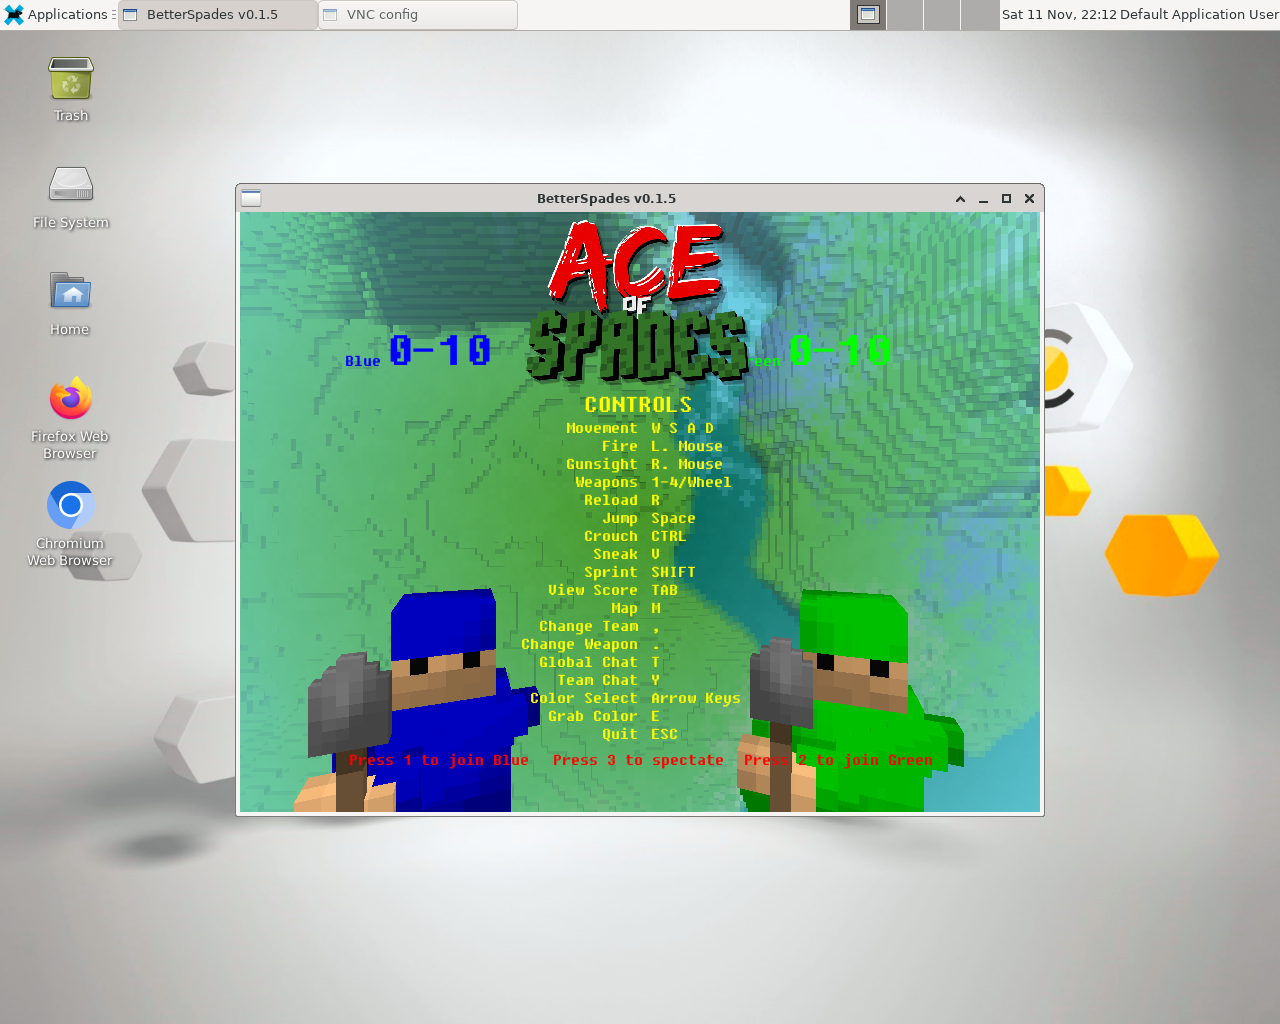 Applications
BetterSpades v0.1.5
VNC config
Sat 11 Nov, 22:12 Default Application User
Trash
File System
Home
Firefox Web
Browser
Chromium
Web Browser
BetterSpades v0.1.5
ACE
OF
SPADES
Blue 0-10
reen 0-10
CONTROLS
Movement W S A D
Fire L. Mouse
Gunsight R. Mouse
Weapons 1-4/Wheel
Reload R
Jump Space
Crouch CTRL
Sneak V
Sprint SHIFT
View Score TAB
Map M
Change Team ,
Change Weapon .
Global Chat T
Team Chat Y
Color Select Arrow Keys
Grab Color E
Quit ESC
Press 1 to join Blue Press 3 to spectate Press 2 to join Green